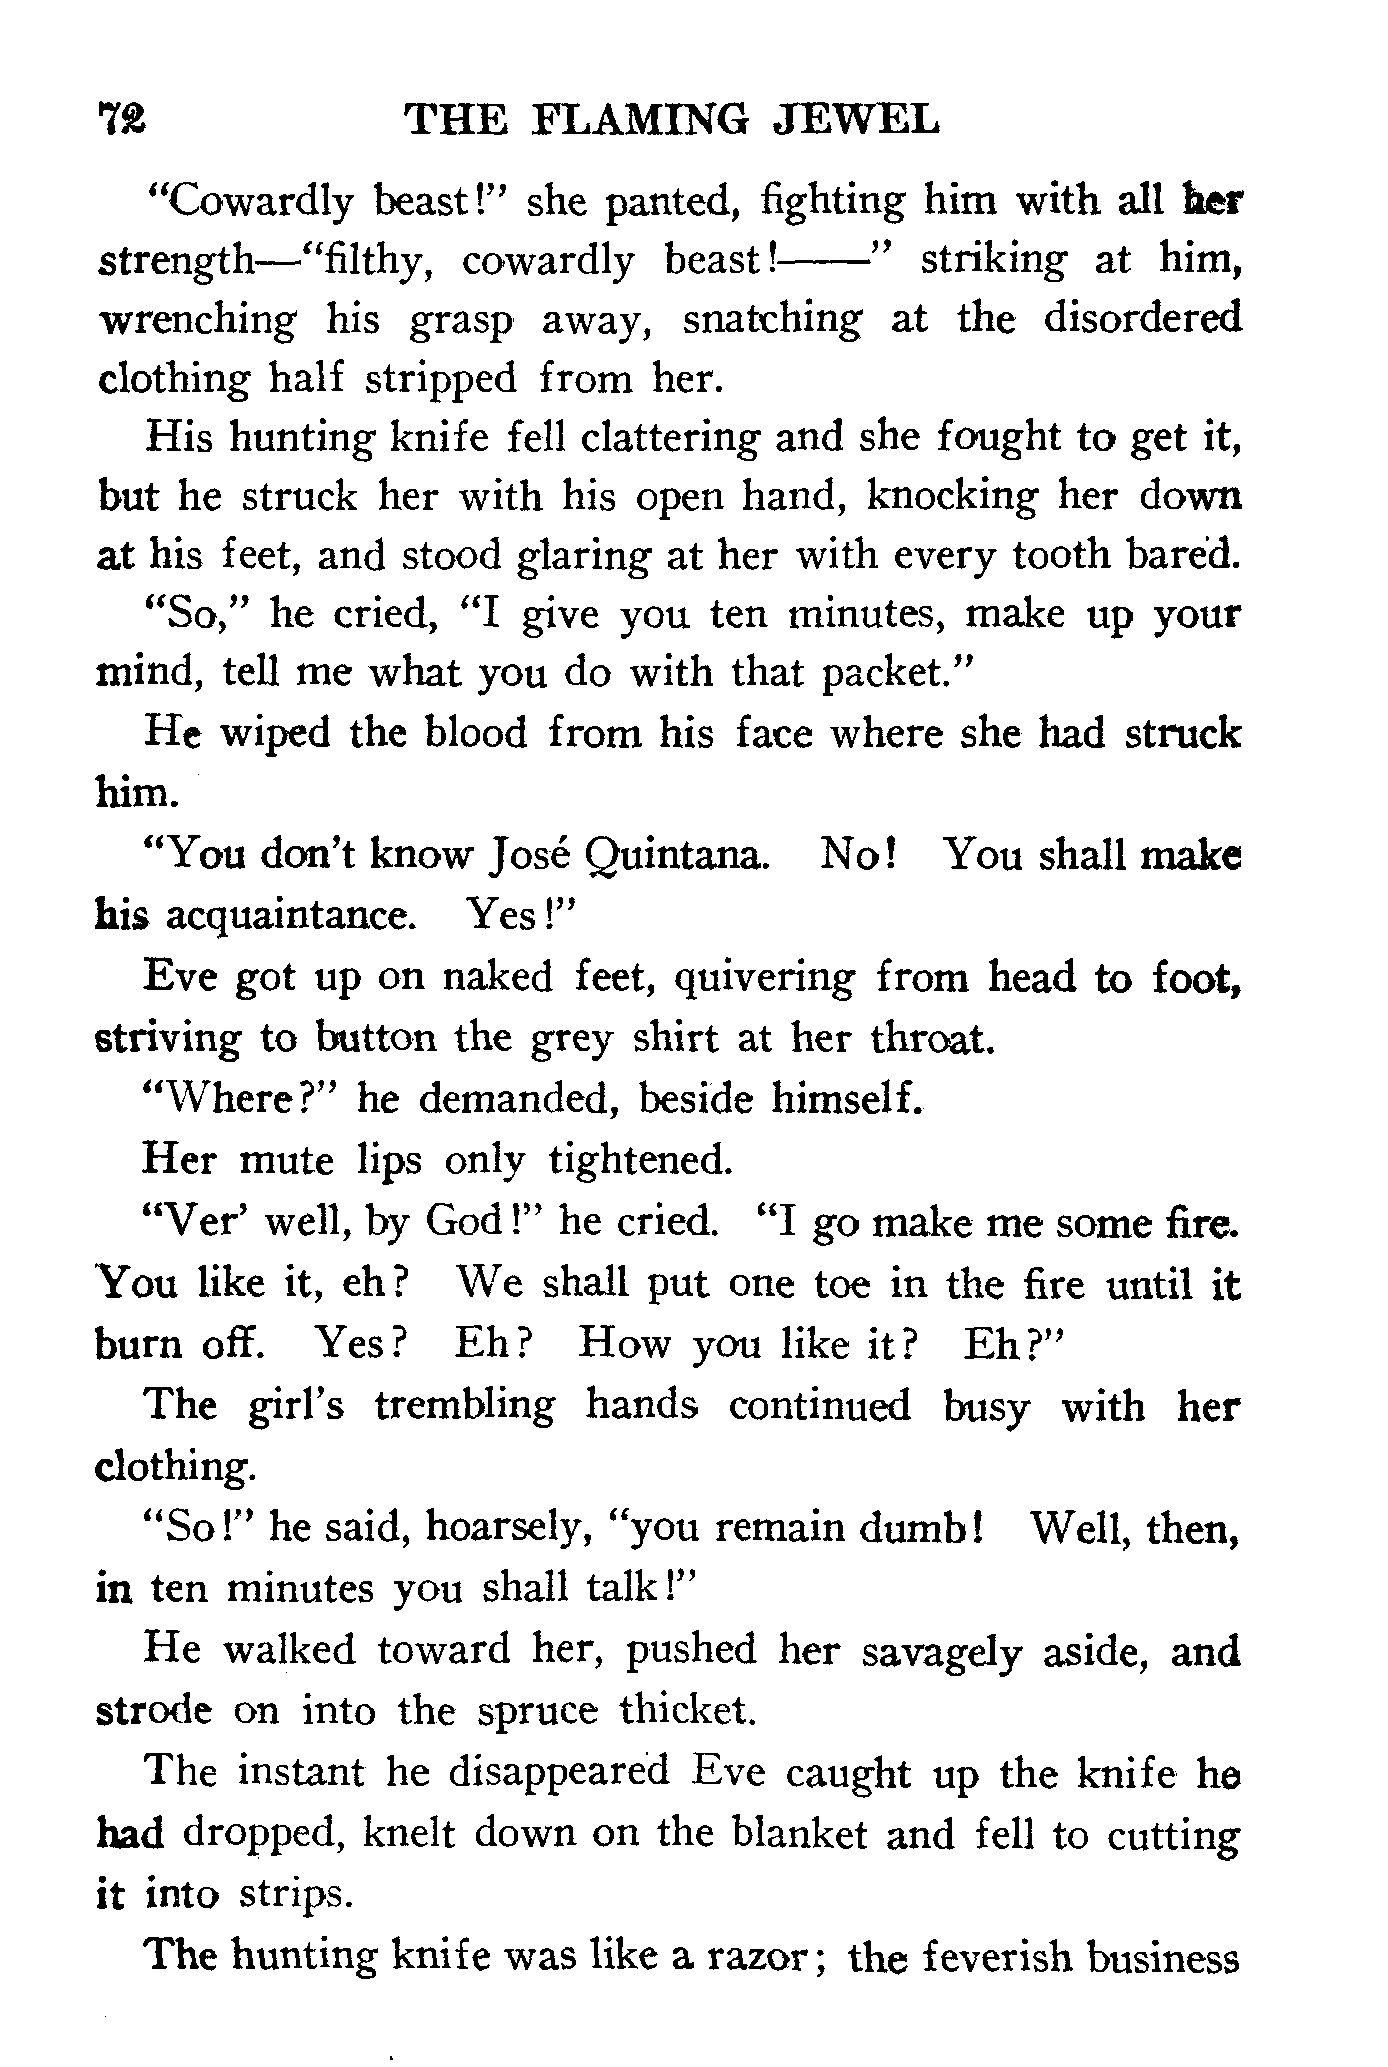 72 THE FLAMING JEWEL
“Cowardly beast!” she panted, fighting him with all her
strength—“filthy, cowardly beast!——” striking at him,
wrenching his grasp away, snatching at the disordered
clothing half stripped from her.
His hunting knife fell clattering and she fought to get it,
but he struck her with his open hand, knocking her down
at his feet, and stood glaring at her with every tooth bared.
“So,” he cried, “I give you ten minutes, make up your
mind, tell me what you do with that packet.”
He wiped the blood from his face where she had struck
him.
“You don’t know José Quintana. No! You shall make
his acquaintance. Yes!”
Eve got up on naked feet, quivering from head to foot,
striving to button the grey shirt at her throat.
“Where?” he demanded, beside himself.
Her mute lips only tightened.
“Ver’ well, by God!” he cried. “I go make me some fire.
You like it, eh? We shall put one toe in the fire until it
burn off. Yes? Eh? How you like it? Eh?”
The girl’s trembling hands continued busy with her
clothing.
“So!” he said, hoarsely, “you remain dumb! Well, then,
in ten minutes you shall talk!”
He walked toward her, pushed her savagely aside, and
strode on into the spruce thicket.
The instant he disappeared Eve caught up the knife he
had dropped, knelt down on the blanket and fell to cutting
it into strips.
The hunting knife was like a razor; the feverish business